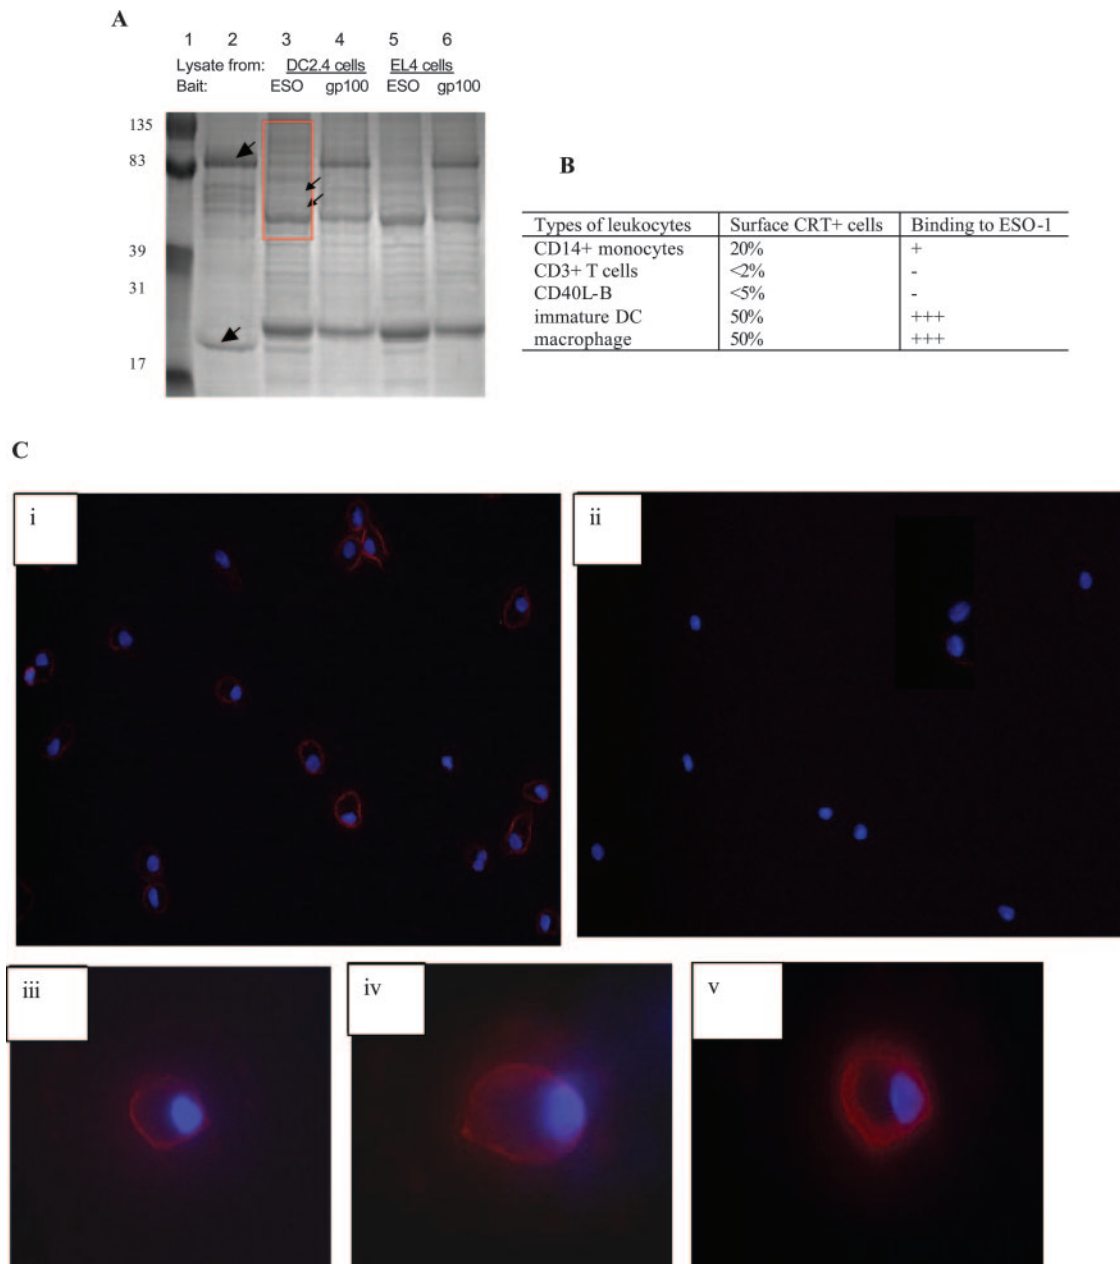 A
1 2 3 4 5 6
Lysate from: DC2.4 cells EL4 cells
Bait: ESO gp100 ESO gp100
135
83
39
31
17
B
Types of leukocytes Surface CRT+ cells Binding to ESO-1
CD14+ monocytes 20% +
CD3+ T cells <2% -
CD40L-B <5% -
immature DC 50% +++
macrophage 50% +++
C
i ii
iii iv v